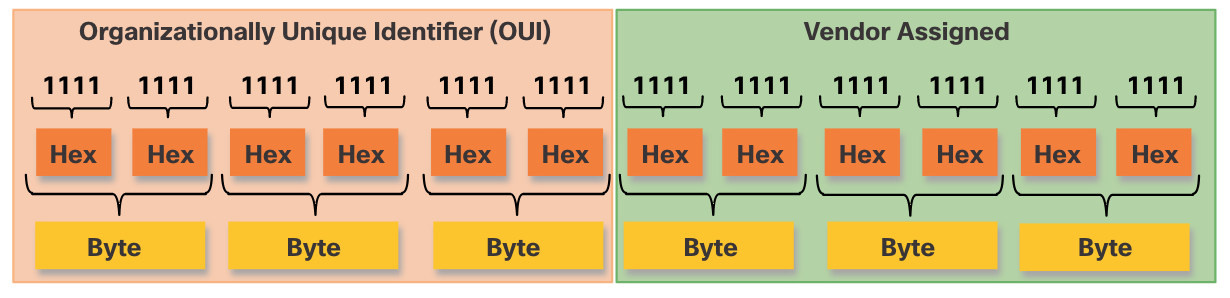 Organizationally Unique Identifier (OUI) Vendor Assigned
1111 1111 1111 1111 1111 1111 1111 1111 1111 1111 1111 1111
Hex Hex Hex Hex Hex Hex Hex Hex Hex Hex Hex Hex
Byte Byte Byte Byte Byte Byte